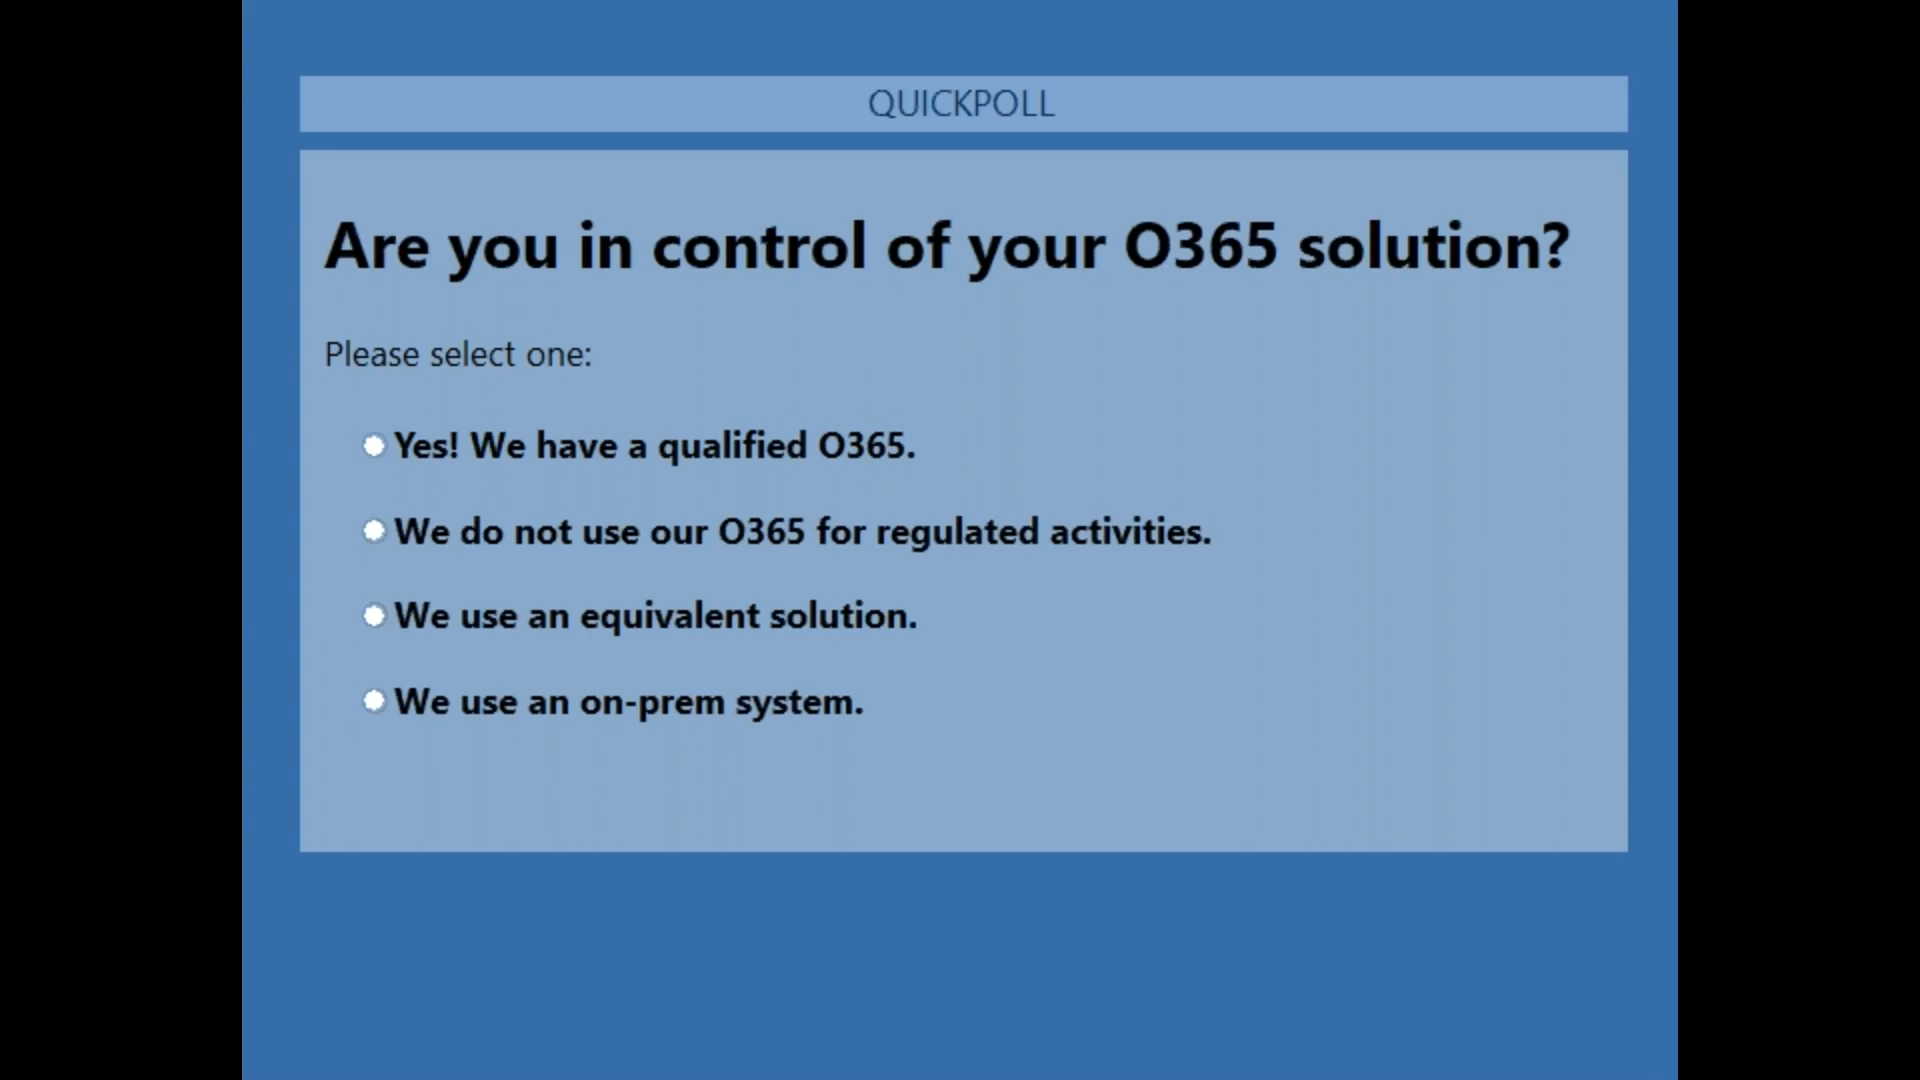 QUICKPOLL
Are you in control of your O365 solution?
Please select one:
Yes! We have a qualified O365.
We do not use our O365 for regulated activities.
We use an equivalent solution.
We use an on-prem system.